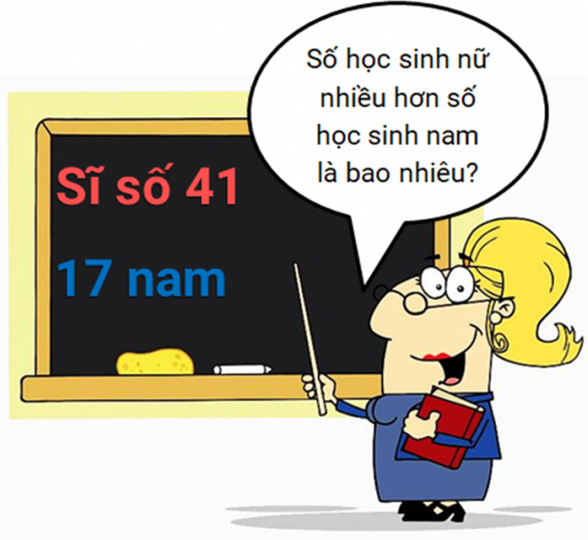 Số học sinh nữ
nhiều hơn số
học sinh nam
là bao nhiêu?
Sĩ số 41
17 nam